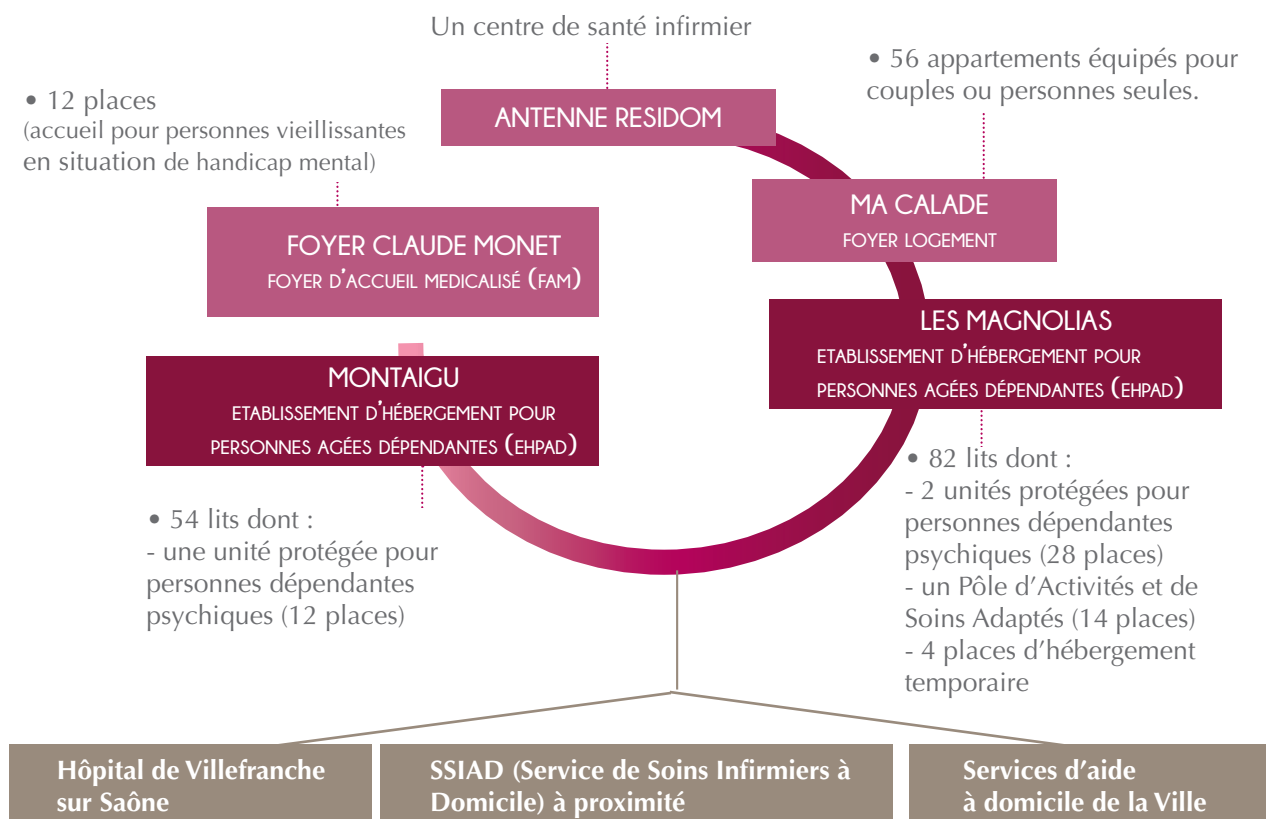 Un centre de santé infirmier
ANTENNE RESIDOM
• 56 appartements équipés pour
couples ou personnes seules.
MA CALADE
FOYER LOGEMENT
• 12 places
(accueil pour personnes vieillissantes
en situation de handicap mental)
FOYER CLAUDE MONET
FOYER D'ACCUEIL MEDICALISÉ (FAM)
LES MAGNOLIAS
ETABLISSEMENT D'HÉBERGEMENT POUR
PERSONNES AGÉES DÉPENDANTES (EHPAD)
MONTAIGU
ETABLISSEMENT D'HÉBERGEMENT POUR
PERSONNES AGÉES DÉPENDANTES (EHPAD)
• 54 lits dont :
- une unité protégée pour
personnes dépendantes
psychiques (12 places)
• 82 lits dont :
- 2 unités protégées pour
personnes dépendantes
psychiques (28 places)
- un Pôle d'Activités et de
Soins Adaptés (14 places)
- 4 places d'hébergement
temporaire
Hôpital de Villefranche
sur Saône
SSIAD (Service de Soins Infirmiers à
Domicile) à proximité
Services d'aide
à domicile de la Ville